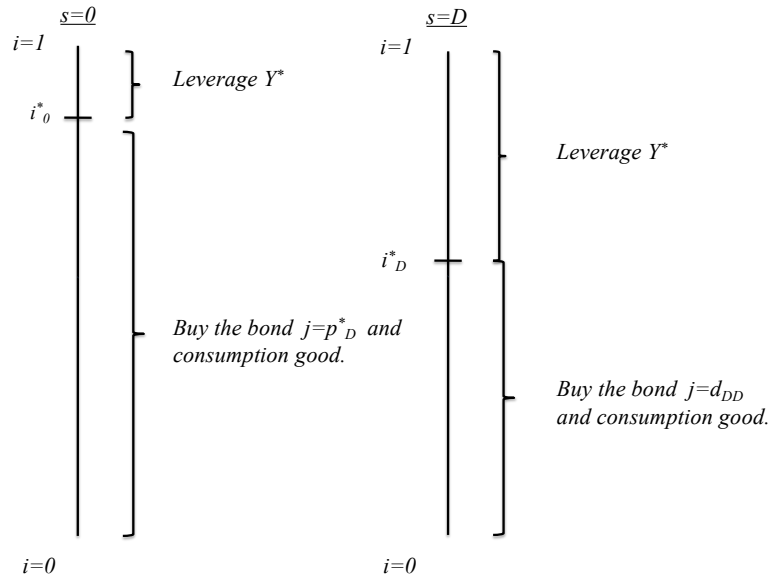 s=0
i=1
Leverage Y*
i*0
Buy the bond j=p*D and
consumption good.
i=0
s=D
i=1
Leverage Y*
i*D
Buy the bond j=dDD
and consumption good.
i=0